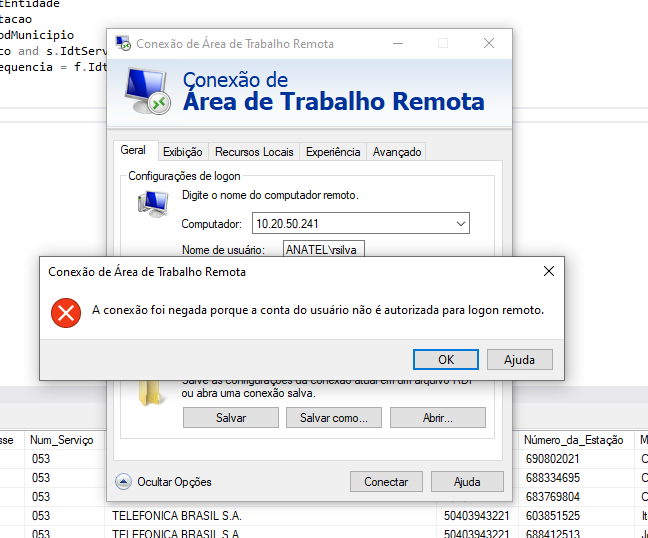 tEntidade
tacao
odMunicipio
co and s.IdtServ
equencia = f.Idt
Conexão de Área de Trabalho Remota
Conexão de
Área de Trabalho Remota
Geral Exibição Recursos Locais Experiência Avançado
Configurações de logon
Digite o nome do computador remoto.
Computador: 10.20.50.241
Nome de usuário: ANATEL\rsilva
Conexão de Área de Trabalho Remota
A conexão foi negada porque a conta do usuário não é autorizada para logon remoto.
OK Ajuda
Salve as configurações da conexão atual em um arquivo RDP
ou abra uma conexão salva.
Salvar Salvar como... Abrir...
Ocultar Opções Conectar Ajuda
sse Num_Serviço Número_da_Estação M
053 690802021 C
053 688334695 C
053 683769804 C
053 TELEFONICA BRASIL S.A. 50403943221 603851525 It
053 TELEFONICA BRASIL S.A. 50403943221 688412513 Je